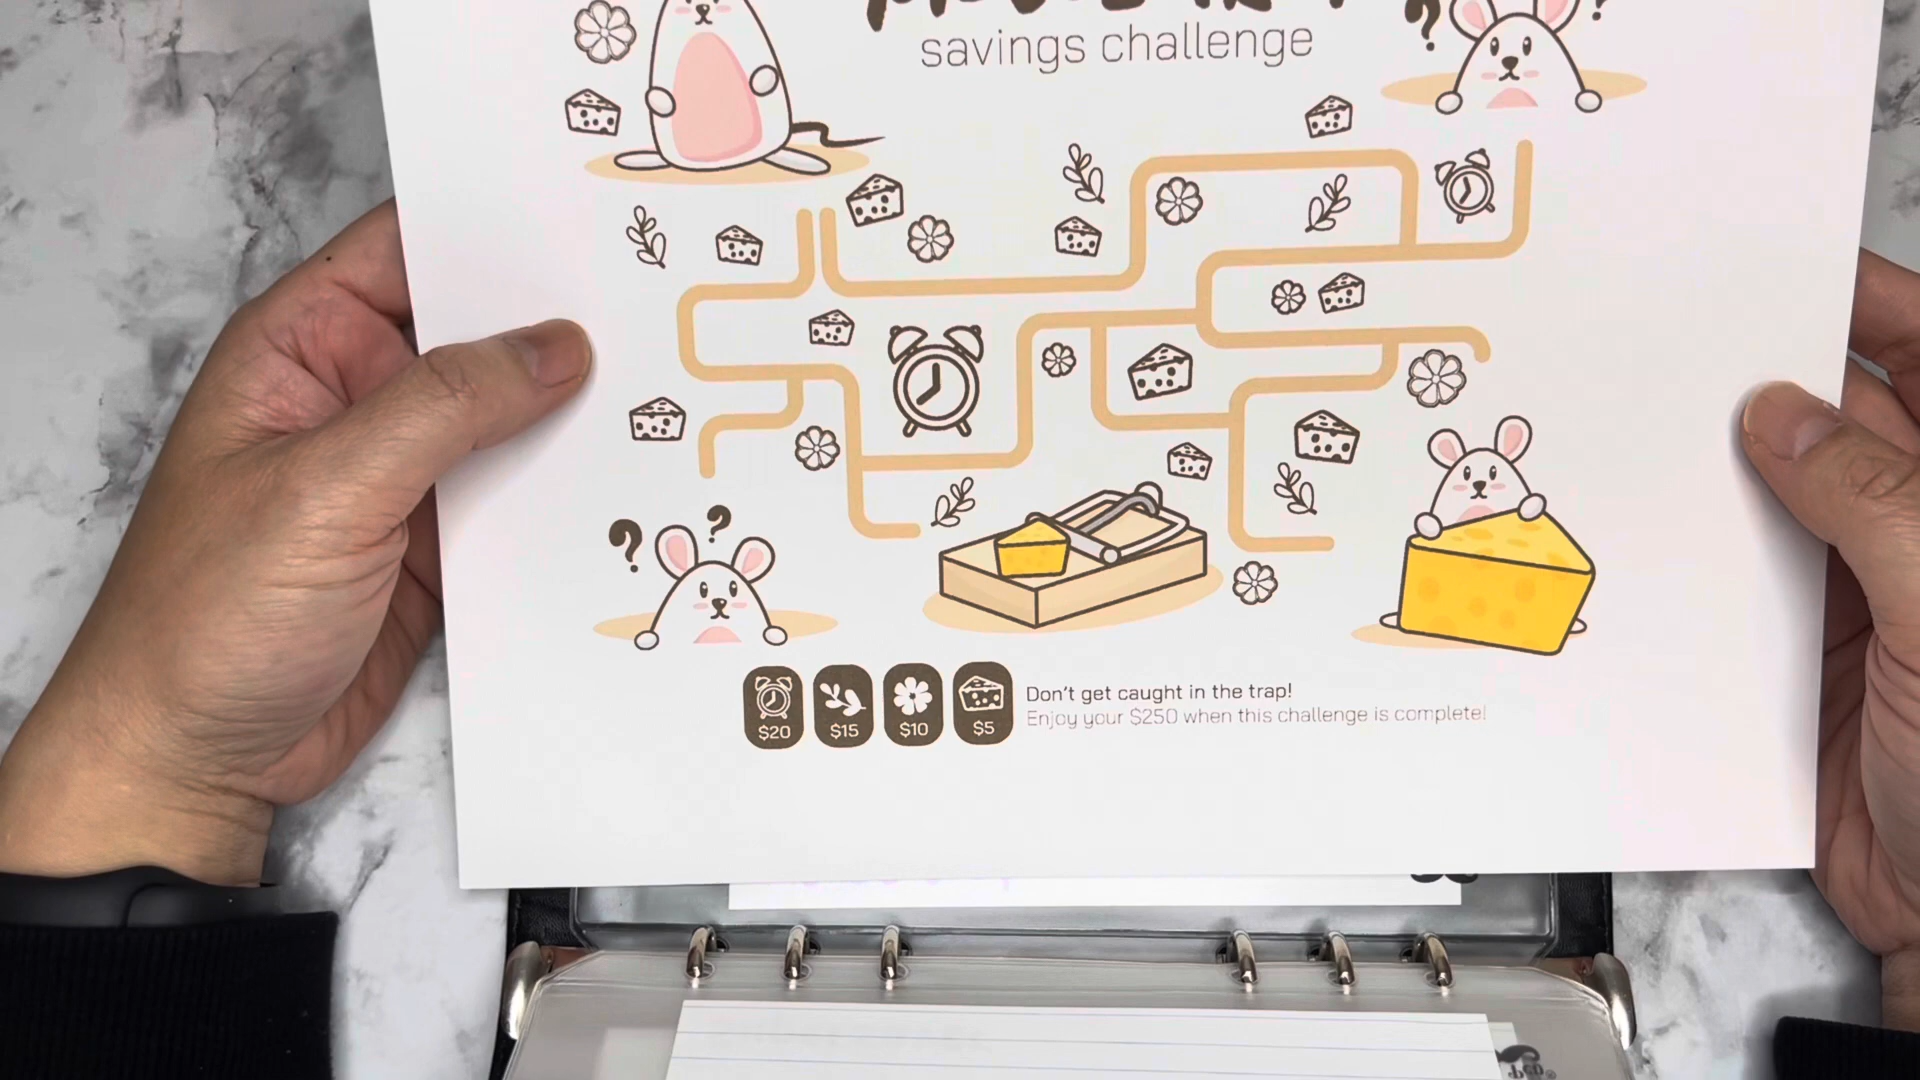 savings challenge
?
?
?
?
$20
$15
$10
$5
Don't get caught in the trap!
Enjoy your $250 when this challenge is complete!